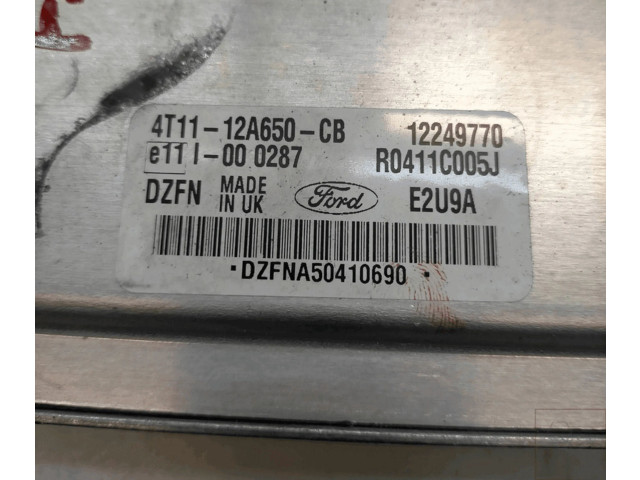 4T11-12A650-CB 12249770
e11 I-00 0287 R0411C005J
DZFN MADE IN UK Ford E2U9A
·DZFNA50410690·